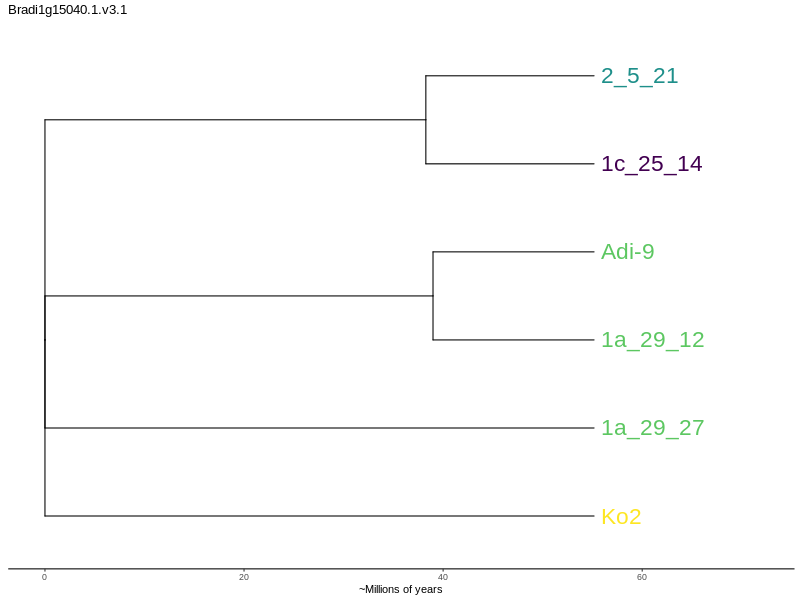 Bradi1g15040.1.v3.1
2_5_21
1c_25_14
Adi-9
1a_29_12
1a_29_27
Ko2
0 20 40 60
~Millions of years